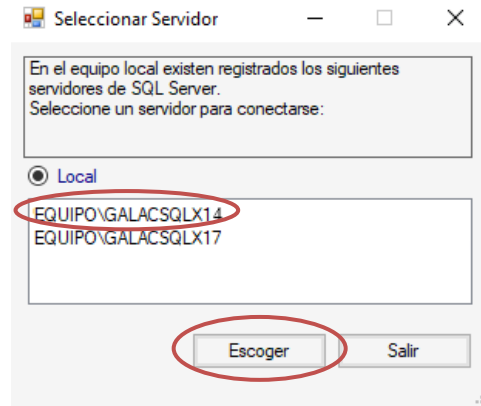 Seleccionar Servidor
En el equipo local existen registrados los siguientes
servidores de SQL Server.
Seleccione un servidor para conectarse:
Local
EQUIPO\GALACSQLX14
EQUIPO\GALACSQLX17
Escoger Salir